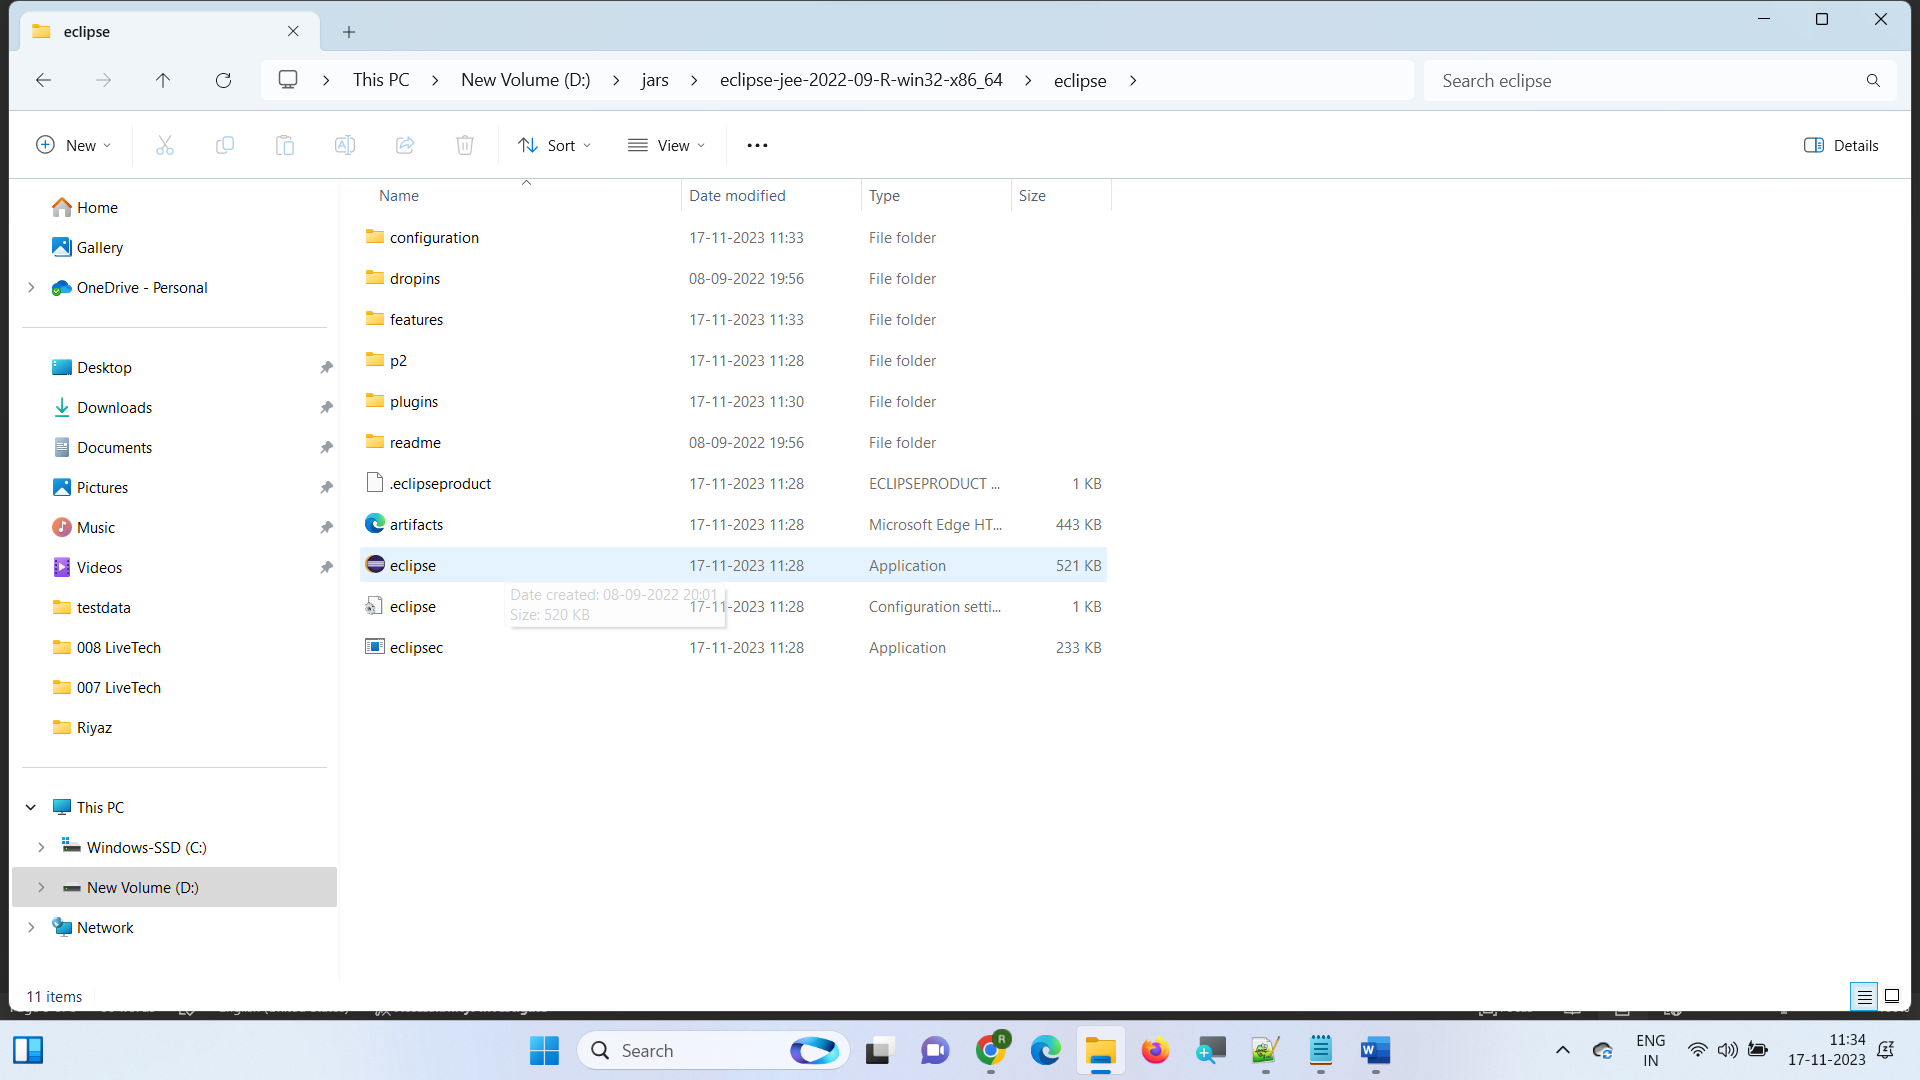 eclipse
This PC
New Volume (D:)
jars
eclipse-jee-2022-09-R-win32-x86_64
eclipse
Search eclipse
New
Sort
View
Details
Home
Gallery
OneDrive - Personal
Desktop
Downloads
Documents
Pictures
Music
Videos
testdata
008 LiveTech
007 LiveTech
Riyaz
This PC
Windows-SSD (C:)
New Volume (D:)
Network
Name Date modified Type Size
configuration 17-11-2023 11:33 File folder
dropins 08-09-2022 19:56 File folder
features 17-11-2023 11:33 File folder
p2 17-11-2023 11:28 File folder
plugins 17-11-2023 11:30 File folder
readme 08-09-2022 19:56 File folder
.eclipseproduct 17-11-2023 11:28 ECLIPSEPRODUCT ... 1 KB
artifacts 17-11-2023 11:28 Microsoft Edge HT... 443 KB
eclipse 17-11-2023 11:28 Application 521 KB
Date created: 08-09-2022 20:01
Size: 520 KB
eclipse 17-11-2023 11:28 Configuration setti... 1 KB
eclipsec 17-11-2023 11:28 Application 233 KB
11 items
Search
R
ENG
IN
11:34
17-11-2023